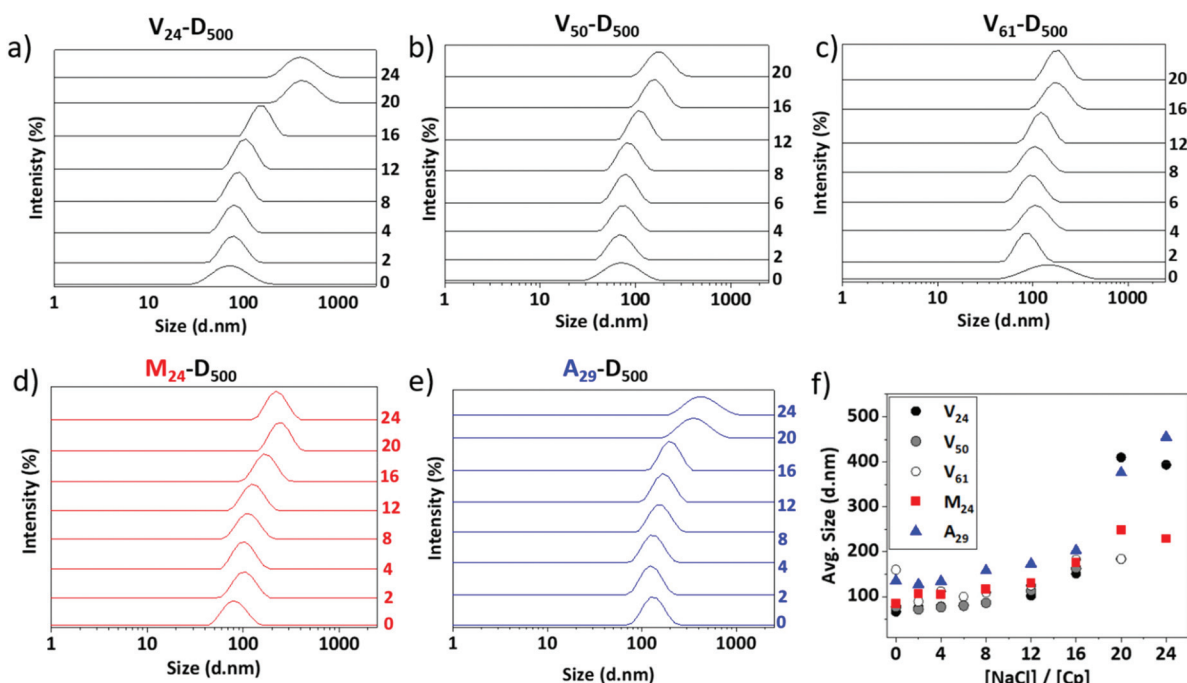 a)
V24-D500
Intenisty (%)
24
20
16
12
8
4
2
0
1
10
100
1000
Size (d.nm)
b)
V50-D500
Intensity (%)
20
16
12
8
6
4
2
0
1
10
100
1000
Size (d.nm)
c)
V61-D500
Intensity (%)
20
16
12
8
6
4
2
0
1
10
100
1000
Size (d.nm)
d)
M24-D500
Intensity (%)
24
20
16
12
8
4
2
0
1
10
100
1000
Size (d.nm)
e)
A29-D500
Intensity (%)
24
20
16
12
8
4
2
0
1
10
100
1000
Size (d.nm)
f)
Avg. Size (d.nm)
500
400
300
200
100
V24
V50
V61
M24
A29
0
4
8
12
16
20
24
[NaCl] / [Cp]